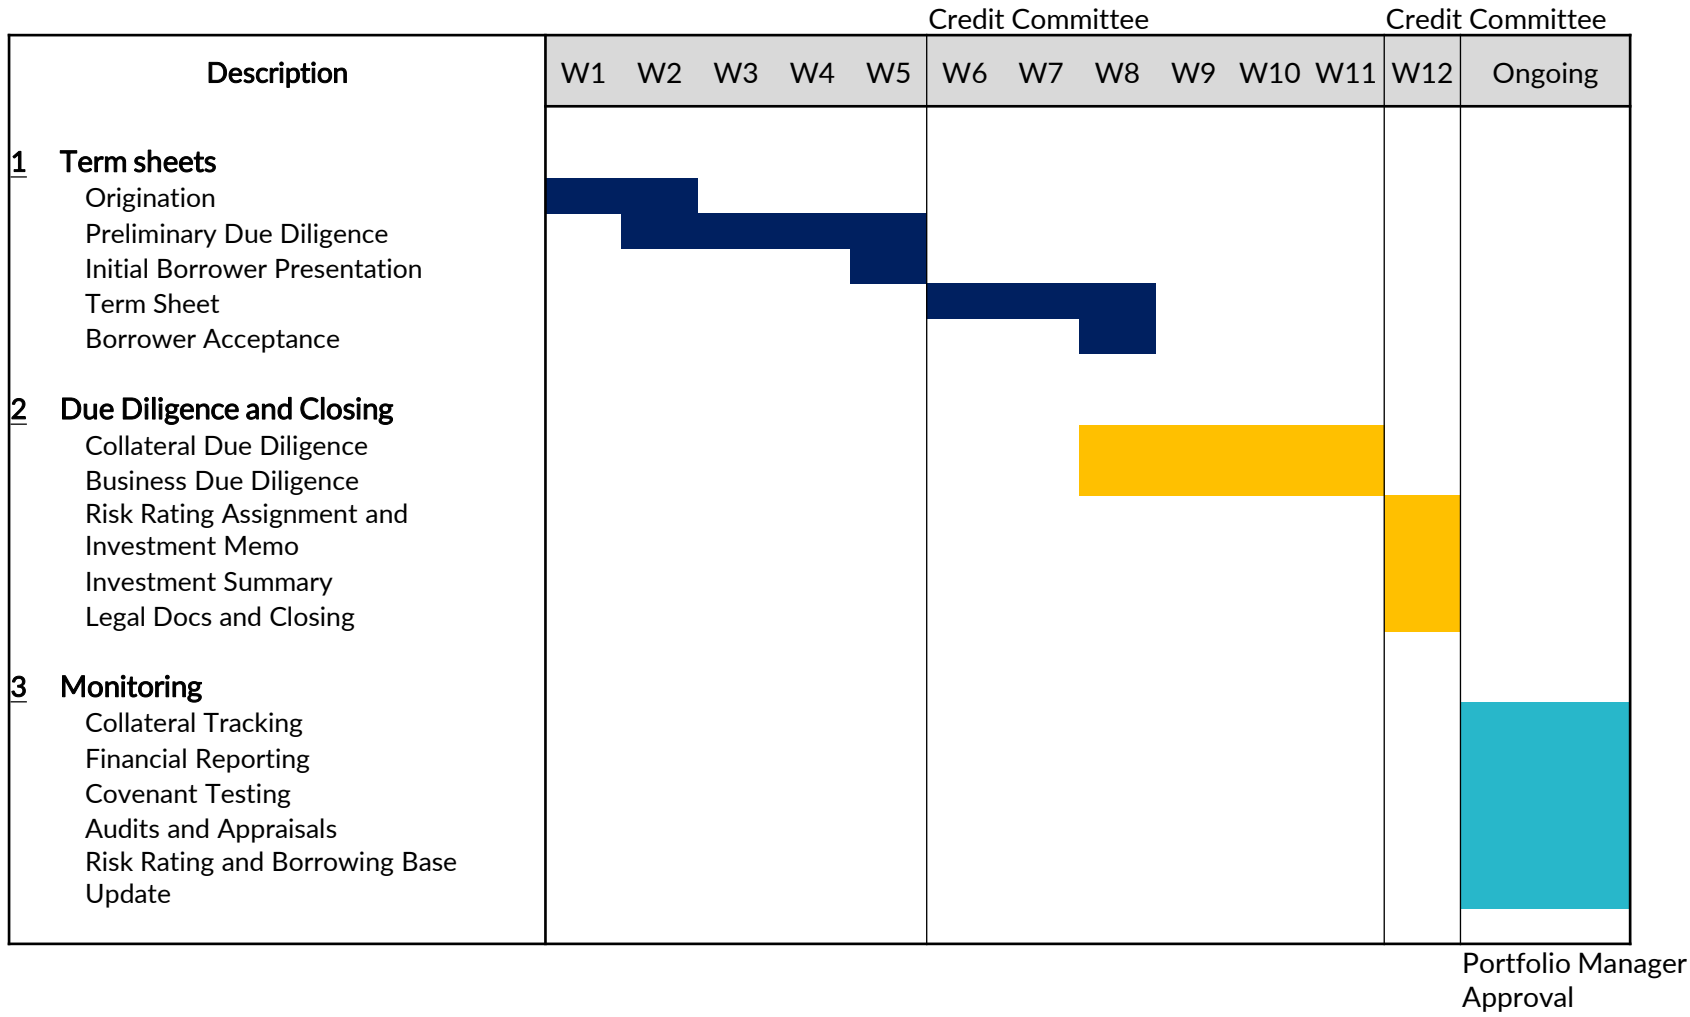 Credit Committee Credit Committee
Description W1 W2 W3 W4 W5 W6 W7 W8 W9 W10 W11 W12 Ongoing
1 Term sheets
Origination
Preliminary Due Diligence
Initial Borrower Presentation
Term Sheet
Borrower Acceptance
2 Due Diligence and Closing
Collateral Due Diligence
Business Due Diligence
Risk Rating Assignment and
Investment Memo
Investment Summary
Legal Docs and Closing
3 Monitoring
Collateral Tracking
Financial Reporting
Covenant Testing
Audits and Appraisals
Risk Rating and Borrowing Base
Update
Portfolio Manager
Approval